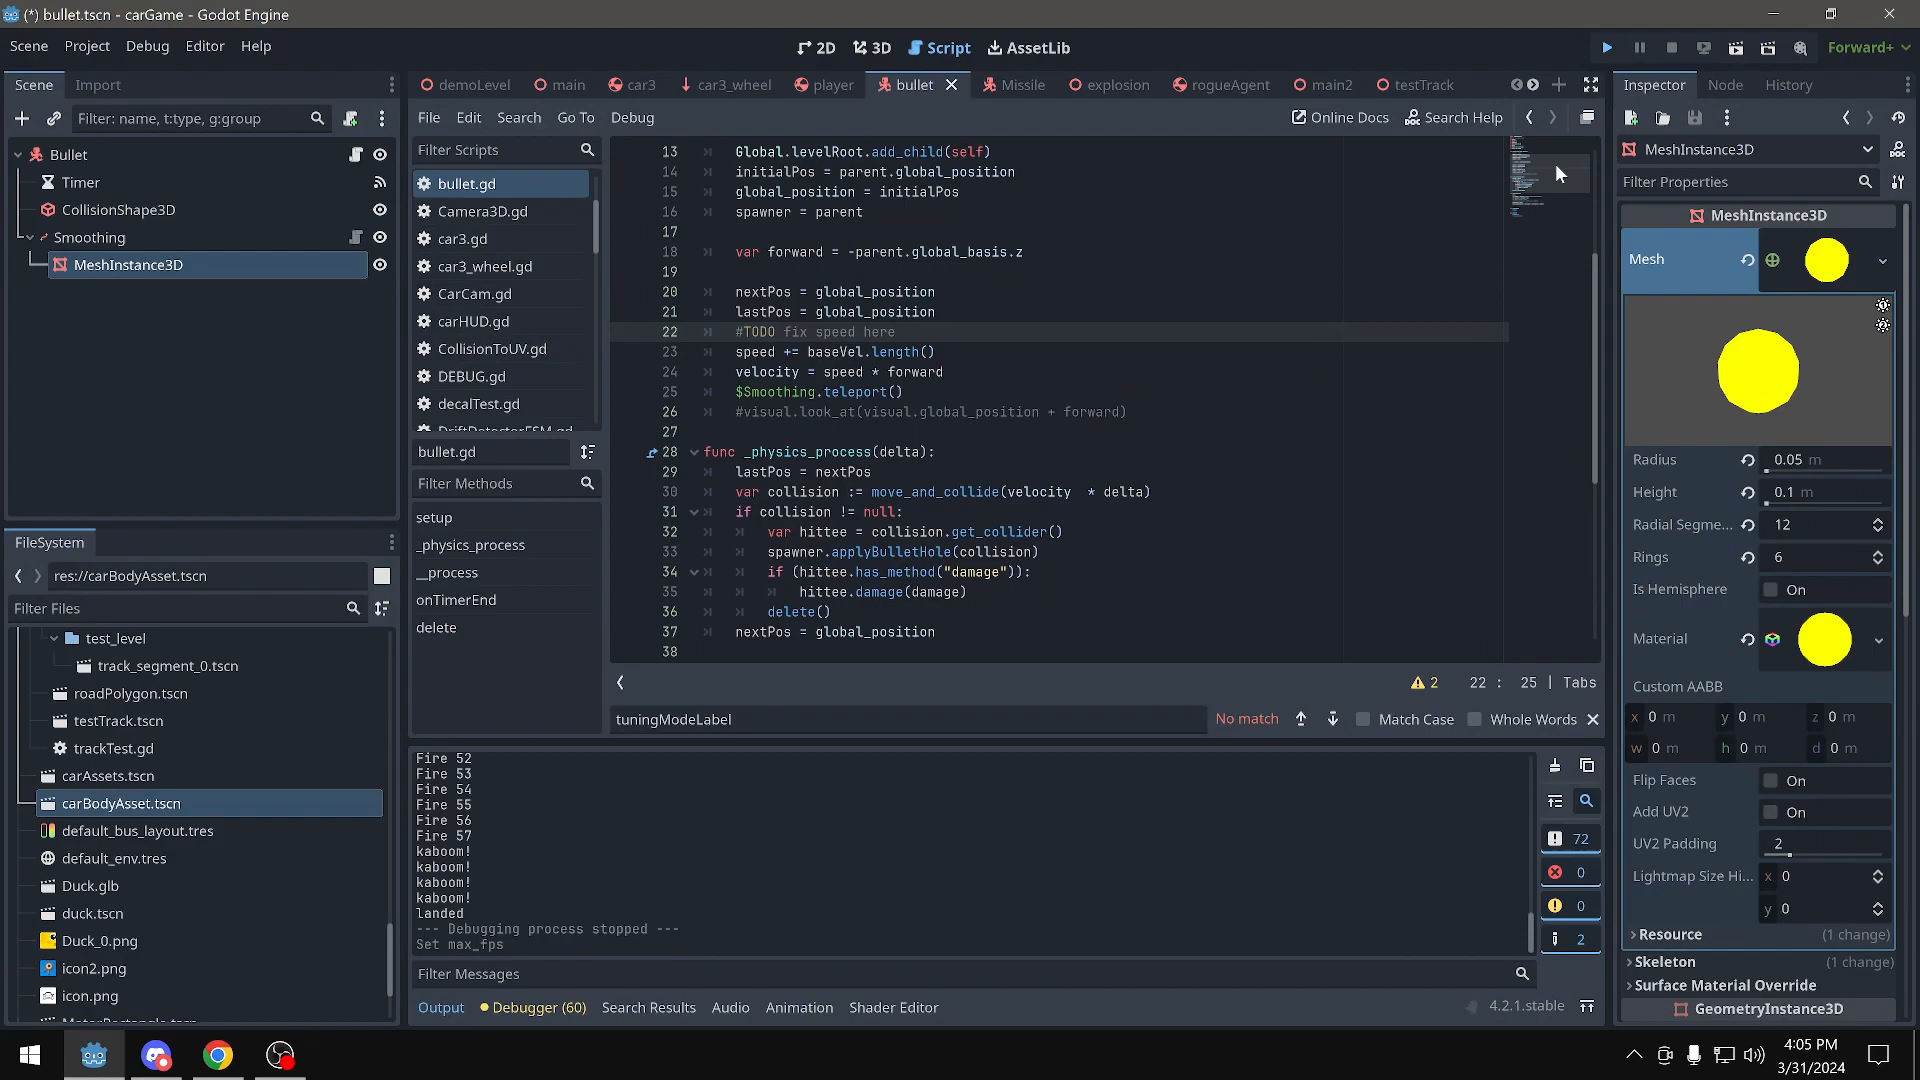 (*) bullet.tscn - carGame - Godot Engine
Scene Project Debug Editor Help
2D 3D Script AssetLib
Forward+
Scene Import
Filter: name, t:type, g:group
Bullet
Timer
CollisionShape3D
Smoothing
MeshInstance3D
FileSystem
res://carBodyAsset.tscn
Filter Files
test_level
track_segment_0.tscn
roadPolygon.tscn
testTrack.tscn
trackTest.gd
carAssets.tscn
carBodyAsset.tscn
default_bus_layout.tres
default_env.tres
Duck.glb
duck.tscn
Duck_0.png
icon2.png
icon.png
demoLevel main car3 car3_wheel player bullet Missile explosion rogueAgent main2 testTrack
File Edit Search Go To Debug
Online Docs Search Help
Filter Scripts
bullet.gd
Camera3D.gd
car3.gd
car3_wheel.gd
CarCam.gd
carHUD.gd
CollisionToUV.gd
DEBUG.gd
decalTest.gd
DriftDetectorFSM.gd
bullet.gd
Filter Methods
setup
_physics_process
__process
onTimerEnd
delete
13 Global.levelRoot.add_child(self)
14 initialPos = parent.global_position
15 global_position = initialPos
16 spawner = parent
17
18 var forward = -parent.global_basis.z
19
20 nextPos = global_position
21 lastPos = global_position
22 #TODO fix speed here
23 speed += baseVel.length()
24 velocity = speed * forward
25 $Smoothing.teleport()
26 #visual.look_at(visual.global_position + forward)
27
28 func _physics_process(delta):
29 lastPos = nextPos
30 var collision := move_and_collide(velocity  * delta)
31 if collision != null:
32 var hittee = collision.get_collider()
33 spawner.applyBulletHole(collision)
34 if (hittee.has_method("damage")):
35 hittee.damage(damage)
36 delete()
37 nextPos = global_position
38
2 22 : 25 | Tabs
tuningModeLabel No match Match Case Whole Words
Fire 52
Fire 53
Fire 54
Fire 55
Fire 56
Fire 57
kaboom!
kaboom!
kaboom!
kaboom!
landed
--- Debugging process stopped ---
Set max_fps
72
0
0
2
Filter Messages
Output Debugger (60) Search Results Audio Animation Shader Editor
4.2.1.stable
Inspector Node History
MeshInstance3D
Filter Properties
MeshInstance3D
Mesh
Radius 0.05 m
Height 0.1 m
Radial Segme... 12
Rings 6
Is Hemisphere On
Material
Custom AABB
x 0 m y 0 m z 0 m
w 0 m h 0 m d 0 m
Flip Faces On
Add UV2 On
UV2 Padding 2
Lightmap Size Hi... x 0
y 0
Resource (1 change)
Skeleton (1 change)
Surface Material Override
GeometryInstance3D
4:05 PM
3/31/2024